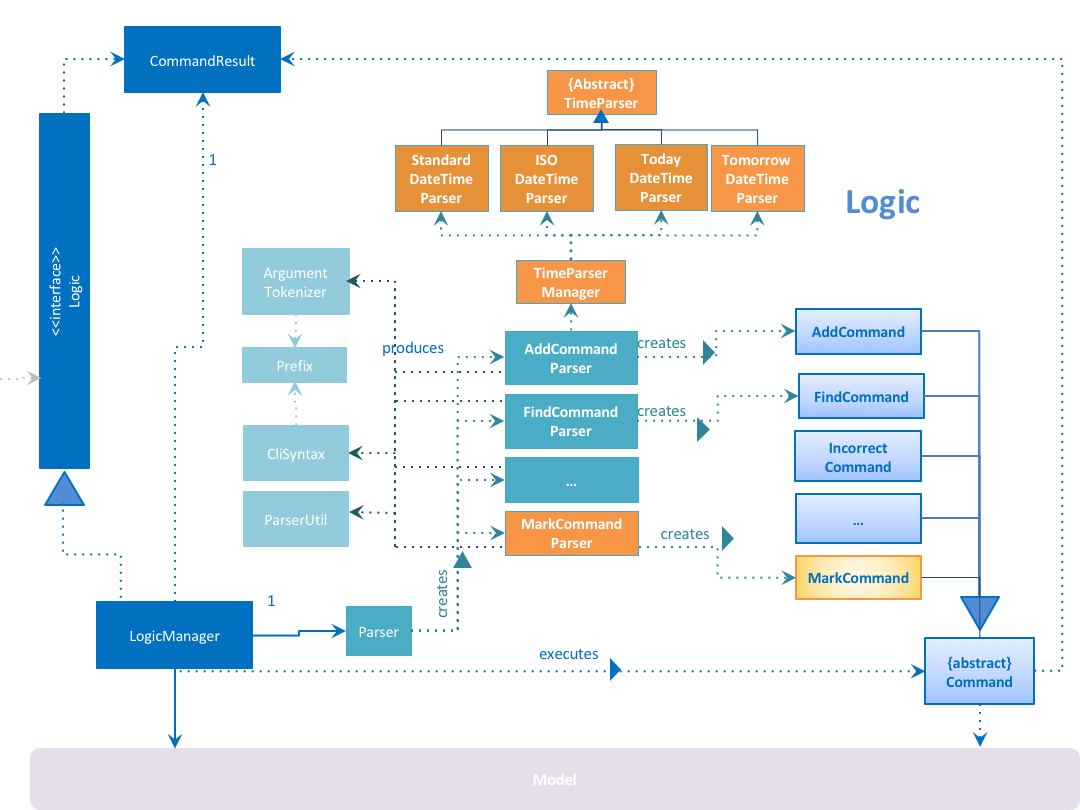 CommandResult
{Abstract}
TimeParser
1
Standard
DateTime
Parser
ISO
DateTime
Parser
Today
DateTime
Parser
Tomorrow
DateTime
Parser
Logic
<<interface>>
Logic
Argument
Tokenizer
TimeParser
Manager
produces
Prefix
AddCommand
Parser
creates
AddCommand
FindCommand
Parser
creates
FindCommand
CliSyntax
Incorrect
Command
...
ParserUtil
MarkCommand
Parser
creates
...
MarkCommand
creates
1
LogicManager
Parser
executes
{abstract}
Command
Model